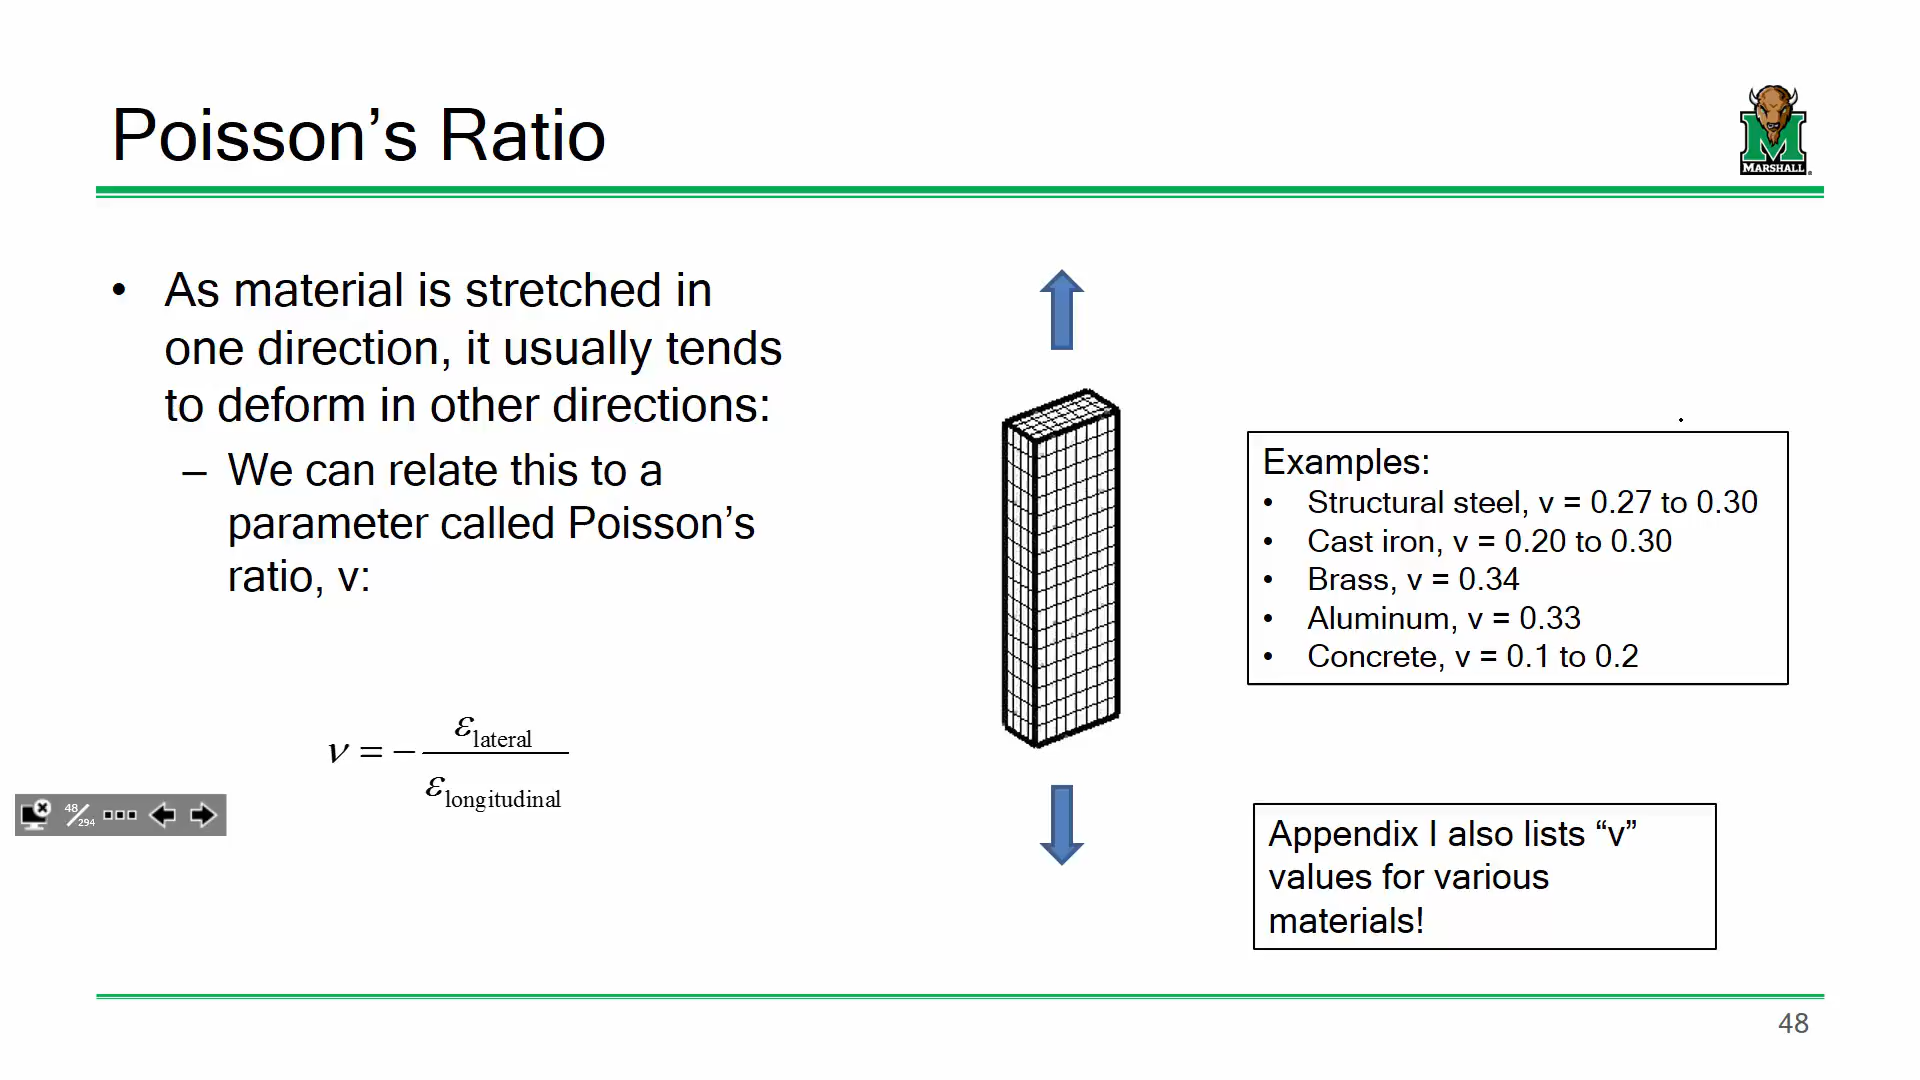 Poisson’s Ratio
MARSHALL
• As material is stretched in
one direction, it usually tends
to deform in other directions:
– We can relate this to a
parameter called Poisson’s
ratio, v:
ν = − ε lateral / ε longitudinal
Examples:
• Structural steel, v = 0.27 to 0.30
• Cast iron, v = 0.20 to 0.30
• Brass, v = 0.34
• Aluminum, v = 0.33
• Concrete, v = 0.1 to 0.2
Appendix I also lists “v”
values for various
materials!
48/294
48